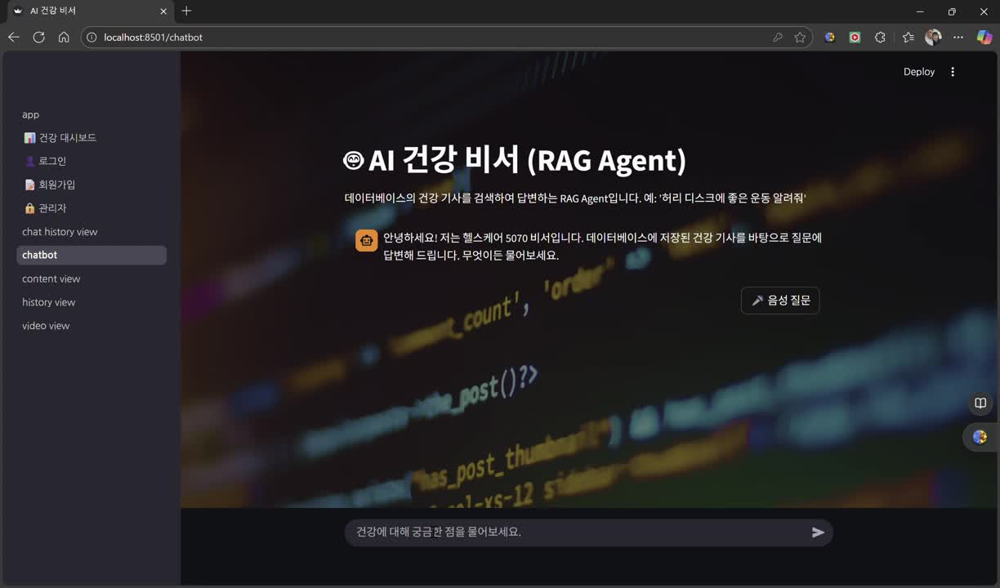 AI 건강 비서
localhost:8501/chatbot
Deploy
app
건강 대시보드
로그인
회원가입
관리자
chat history view
chatbot
content view
history view
video view
AI 건강 비서 (RAG Agent)
데이터베이스의 건강 기사를 검색하여 답변하는 RAG Agent입니다. 예: '허리 디스크에 좋은 운동 알려줘'
안녕하세요! 저는 헬스케어 5070 비서입니다. 데이터베이스에 저장된 건강 기사를 바탕으로 질문에
답변해 드립니다. 무엇이든 물어보세요.
음성 질문
_count', 'order'
_post()?>
has_post_thumbnail")
col-xs-12 sidebar
건강에 대해 궁금한 점을 물어보세요.